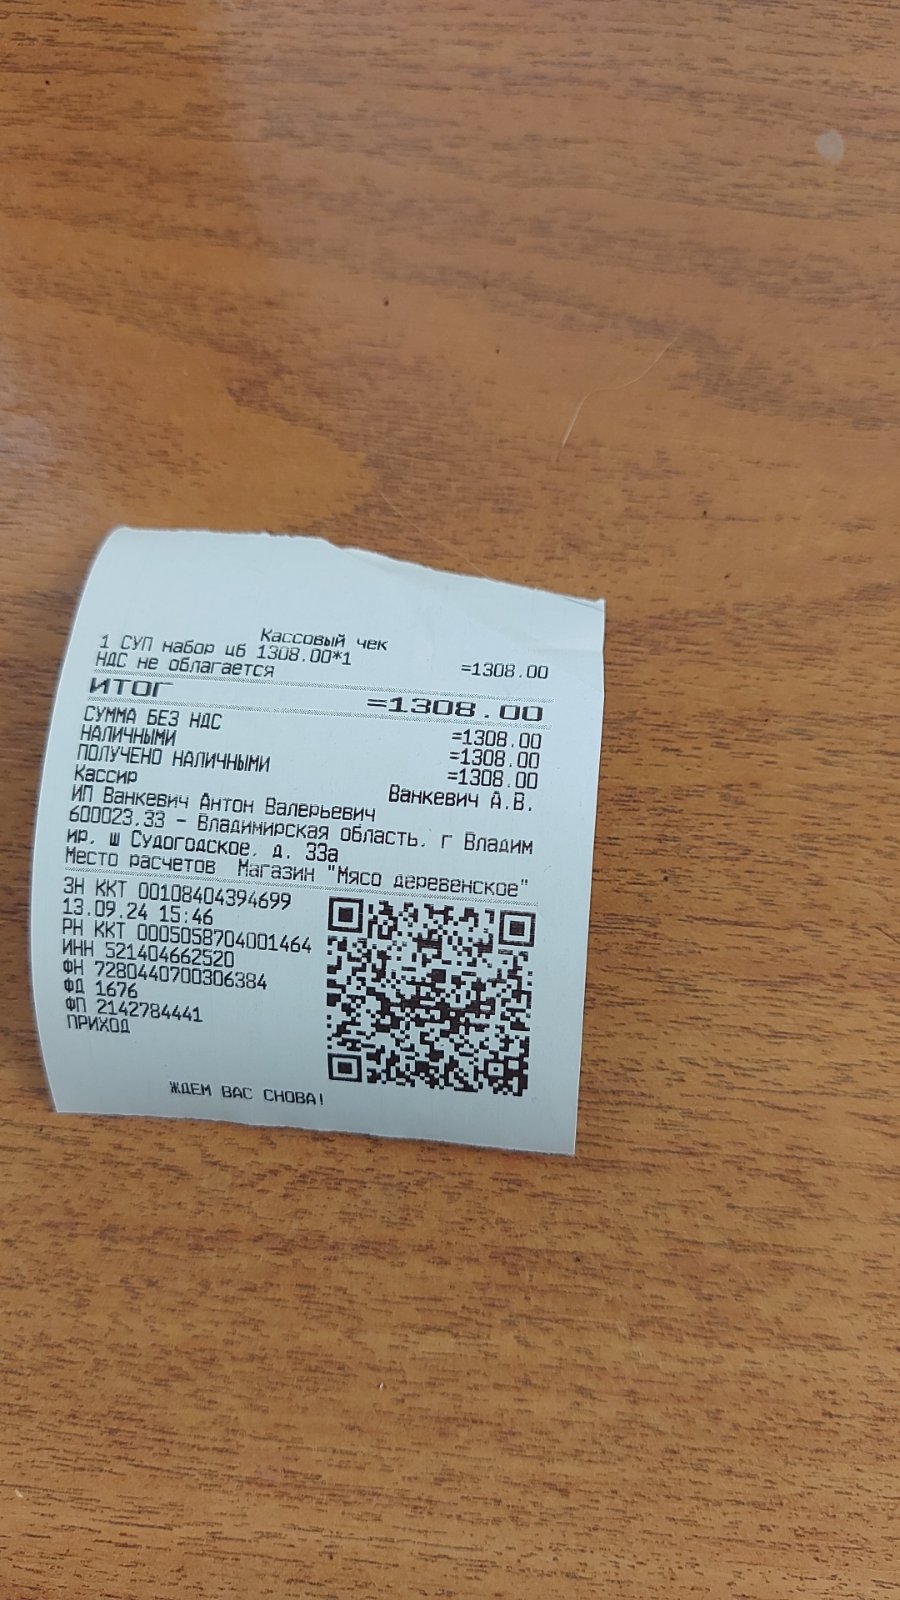 Кассовый чек
1 СУП набор цб 1308.00*1
=1308.00
НДС не облагается
ИТОГ =1308.00
СУММА БЕЗ НДС =1308.00
НАЛИЧНЫМИ =1308.00
ПОЛУЧЕНО НАЛИЧНЫМИ =1308.00
Кассир Ванкевич А.В.
ИП Ванкевич Антон Валерьевич
600023,33 - Владимирская область, г Владим
ир, ш Судогодское, д. 33а
Место расчетов Магазин "Мясо деревенское"
ЗН ККТ 00108404394699
13.09.24 15:46
РН ККТ 0005058704001464
ИНН 521404662520
ФН 7280440700306384
ФД 1676
ФП 2142784441
ПРИХОД
ЖДЕМ ВАС СНОВА!